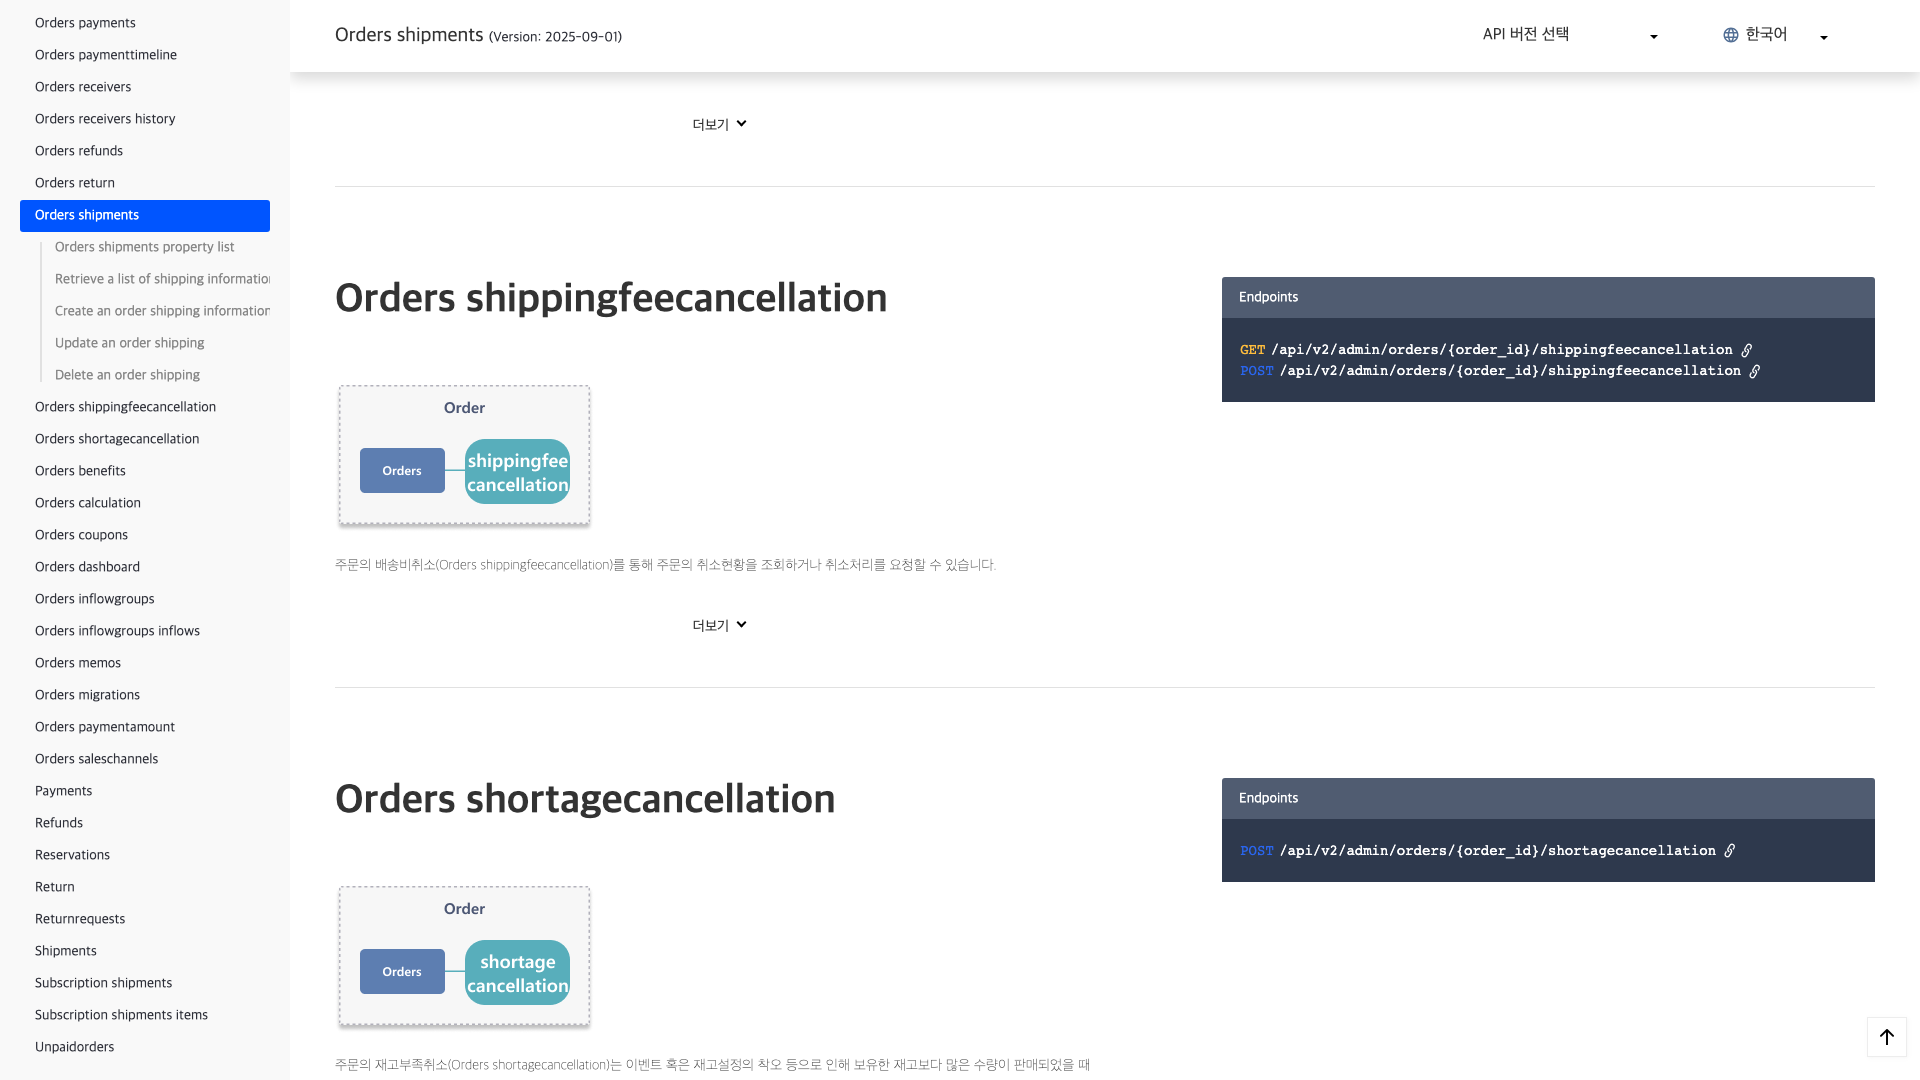 Orders payments
Orders paymenttimeline
Orders receivers
Orders receivers history
Orders refunds
Orders return
Orders shipments
Orders shipments property list
Retrieve a list of shipping information
Create an order shipping information
Update an order shipping
Delete an order shipping
Orders shippingfeecancellation
Orders shortagecancellation
Orders benefits
Orders calculation
Orders coupons
Orders dashboard
Orders inflowgroups
Orders inflowgroups inflows
Orders memos
Orders migrations
Orders paymentamount
Orders saleschannels
Payments
Refunds
Reservations
Return
Returnrequests
Shipments
Subscription shipments
Subscription shipments items
Unpaidorders
Orders shipments (Version: 2025-09-01)
API 버전 선택
한국어
더보기
Orders shippingfeecancellation
Order
Orders
shippingfee
cancellation
주문의 배송비취소(Orders shippingfeecancellation)를 통해 주문의 취소현황을 조회하거나 취소처리를 요청할 수 있습니다.
더보기
Endpoints
GET /api/v2/admin/orders/{order_id}/shippingfeecancellation
POST /api/v2/admin/orders/{order_id}/shippingfeecancellation
Orders shortagecancellation
Order
Orders
shortage
cancellation
주문의 재고부족취소(Orders shortagecancellation)는 이벤트 혹은 재고설정의 착오 등으로 인해 보유한 재고보다 많은 수량이 판매되었을 때
Endpoints
POST /api/v2/admin/orders/{order_id}/shortagecancellation